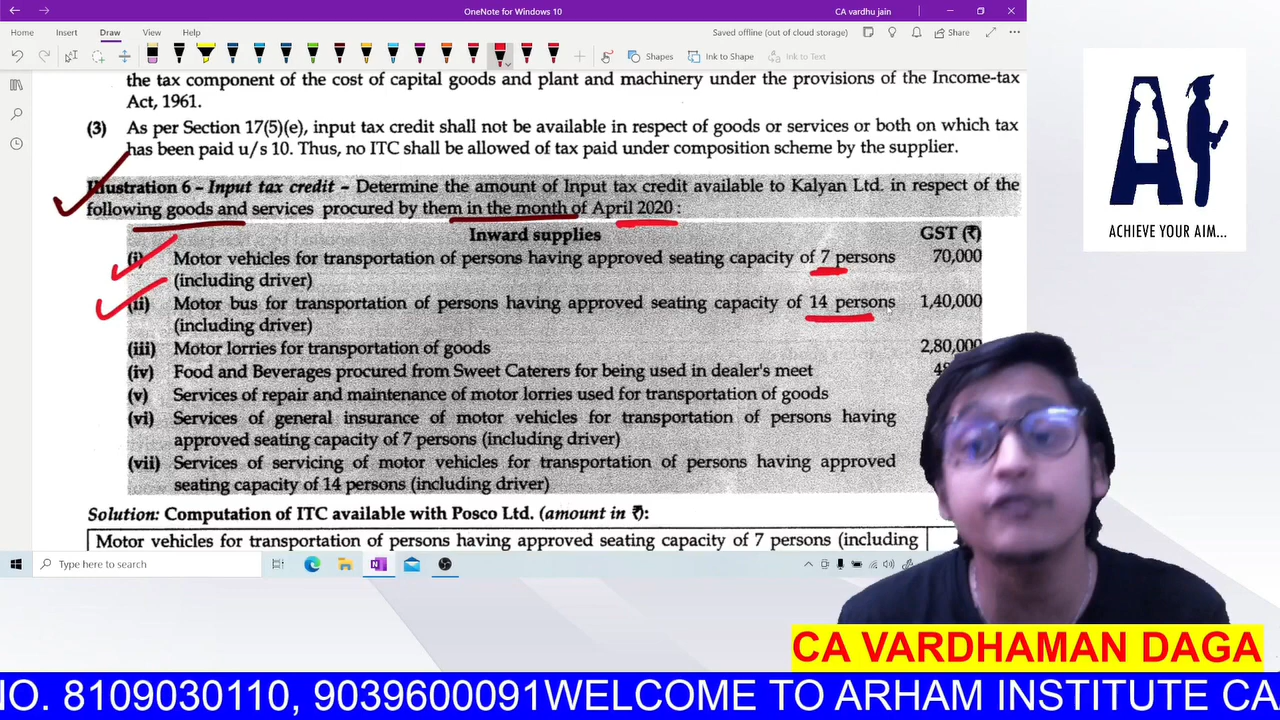 OneNote for Windows 10
CA vardhu jain
Home Insert Draw View Help
Saved offline (out of cloud storage)
Share
Shapes
Ink to Shape
Ink to Text
the tax component of the cost of capital goods and plant and machinery under the provisions of the Income-tax
Act, 1961.
(3) As per Section 17(5)(e), input tax credit shall not be available in respect of goods or services or both on which tax
has been paid u/s 10. Thus, no ITC shall be allowed of tax paid under composition scheme by the supplier.
Illustration 6 – Input tax credit – Determine the amount of Input tax credit available to Kalyan Ltd. in respect of the
following goods and services procured by them in the month of April 2020 :
Inward supplies GST (₹)
(i) Motor vehicles for transportation of persons having approved seating capacity of 7 persons 70,000
(including driver)
(ii) Motor bus for transportation of persons having approved seating capacity of 14 persons 1,40,000
(including driver)
(iii) Motor lorries for transportation of goods 2,80,000
(iv) Food and Beverages procured from Sweet Caterers for being used in dealer's meet
(v) Services of repair and maintenance of motor lorries used for transportation of goods
(vi) Services of general insurance of motor vehicles for transportation of persons having
approved seating capacity of 7 persons (including driver)
(vii) Services of servicing of motor vehicles for transportation of persons having approved
seating capacity of 14 persons (including driver)
Solution: Computation of ITC available with Posco Ltd. (amount in ₹):
Motor vehicles for transportation of persons having approved seating capacity of 7 persons (including
Type here to search
ACHIEVE YOUR AIM...
CA VARDHAMAN DAGA
NO. 8109030110, 9039600091WELCOME TO ARHAM INSTITUTE CA